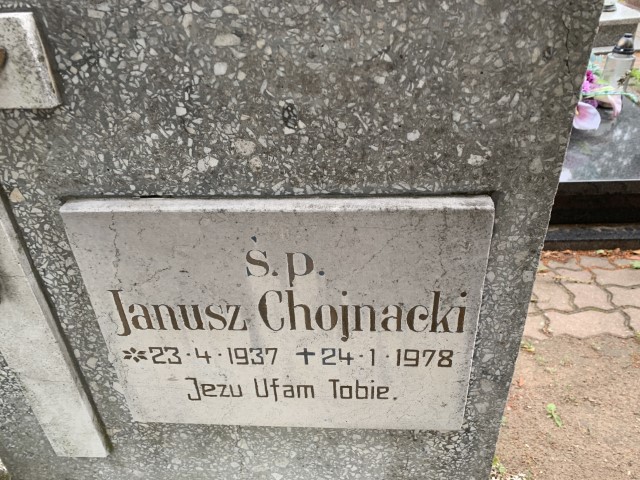 ś.p.
Janusz Chojnacki
*23·4·1937 †24·1·1978
Jezu Ufam Tobie.